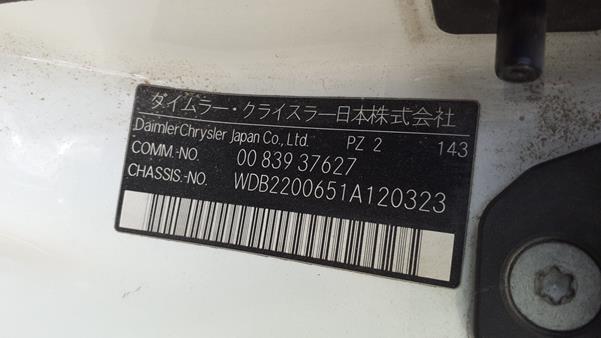 ダイムラー・クライスラー日本株式会社
DaimlerChrysler Japan Co., Ltd. PZ 2 143
COMM.-NO. 00 839 37627
CHASSIS.-NO. WDB2200651A120323